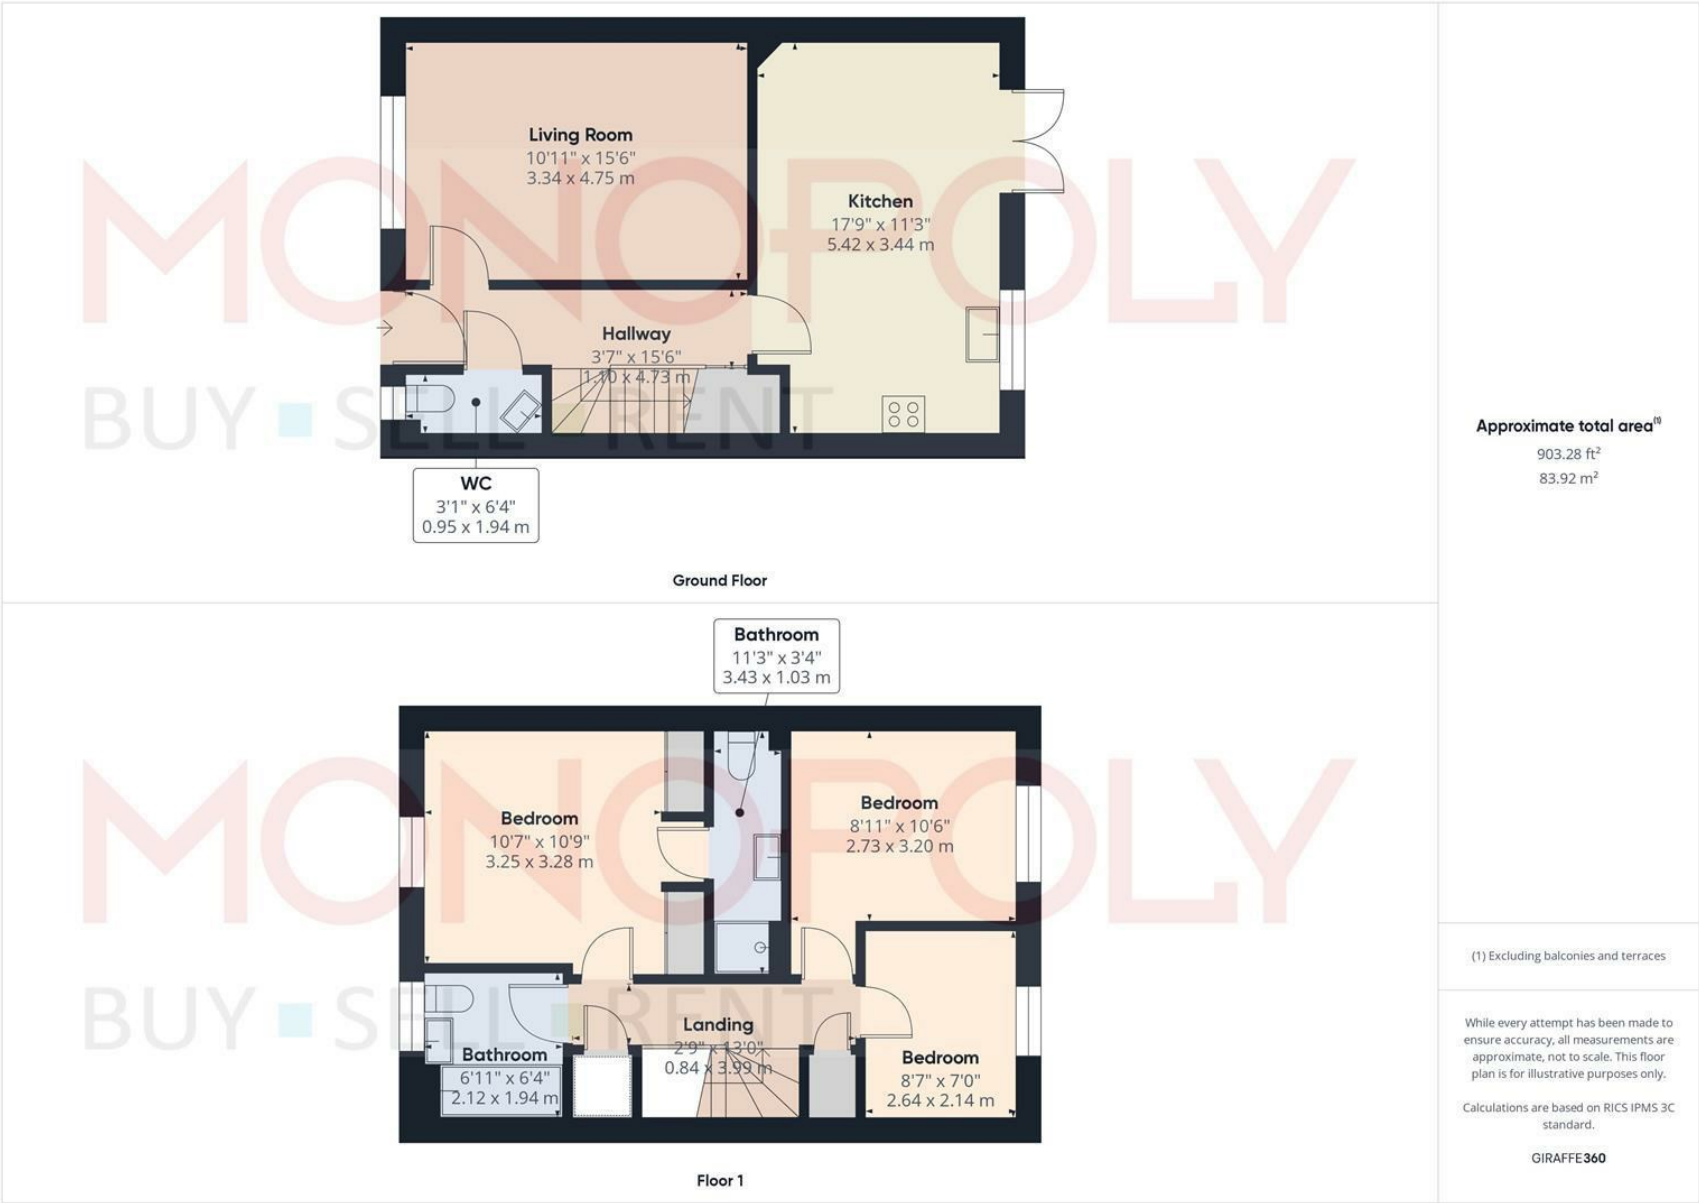 Living Room
10'11" x 15'6"
3.34 x 4.75 m
Kitchen
17'9" x 11'3"
5.42 x 3.44 m
Hallway
3'7" x 15'6"
1.10 x 4.73 m
WC
3'1" x 6'4"
0.95 x 1.94 m
MONOPOLY
BUY SELL RENT
Ground Floor
Bathroom
11'3" x 3'4"
3.43 x 1.03 m
Bedroom
10'7" x 10'9"
3.25 x 3.28 m
Bedroom
8'11" x 10'6"
2.73 x 3.20 m
Landing
2'9" x 13'0"
0.84 x 3.99 m
Bathroom
6'11" x 6'4"
2.12 x 1.94 m
Bedroom
8'7" x 7'0"
2.64 x 2.14 m
MONOPOLY
BUY SELL RENT
Floor 1
Approximate total area(1)
903.28 ft²
83.92 m²
(1) Excluding balconies and terraces
While every attempt has been made to
ensure accuracy, all measurements are
approximate, not to scale. This floor
plan is for illustrative purposes only.
Calculations are based on RICS IPMS 3C
standard.
GIRAFFE360